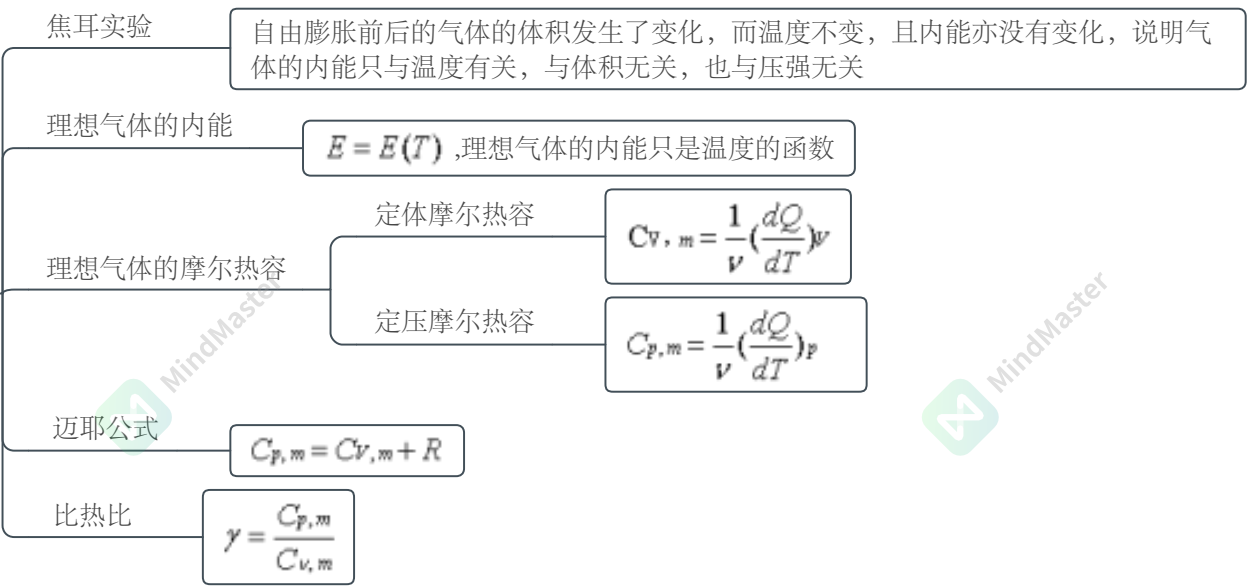 焦耳实验
自由膨胀前后的气体的体积发生了变化，而温度不变，且内能亦没有变化，说明气
体的内能只与温度有关，与体积无关，也与压强无关
理想气体的内能
E = E(T) ,理想气体的内能只是温度的函数
理想气体的摩尔热容
定体摩尔热容
Cv, m = 1/ν (dQ/dT)V
定压摩尔热容
Cp,m = 1/ν (dQ/dT)p
迈耶公式
Cp,m = CV,m + R
比热比
γ = Cp,m / Cv,m
MindMaster
MindMaster